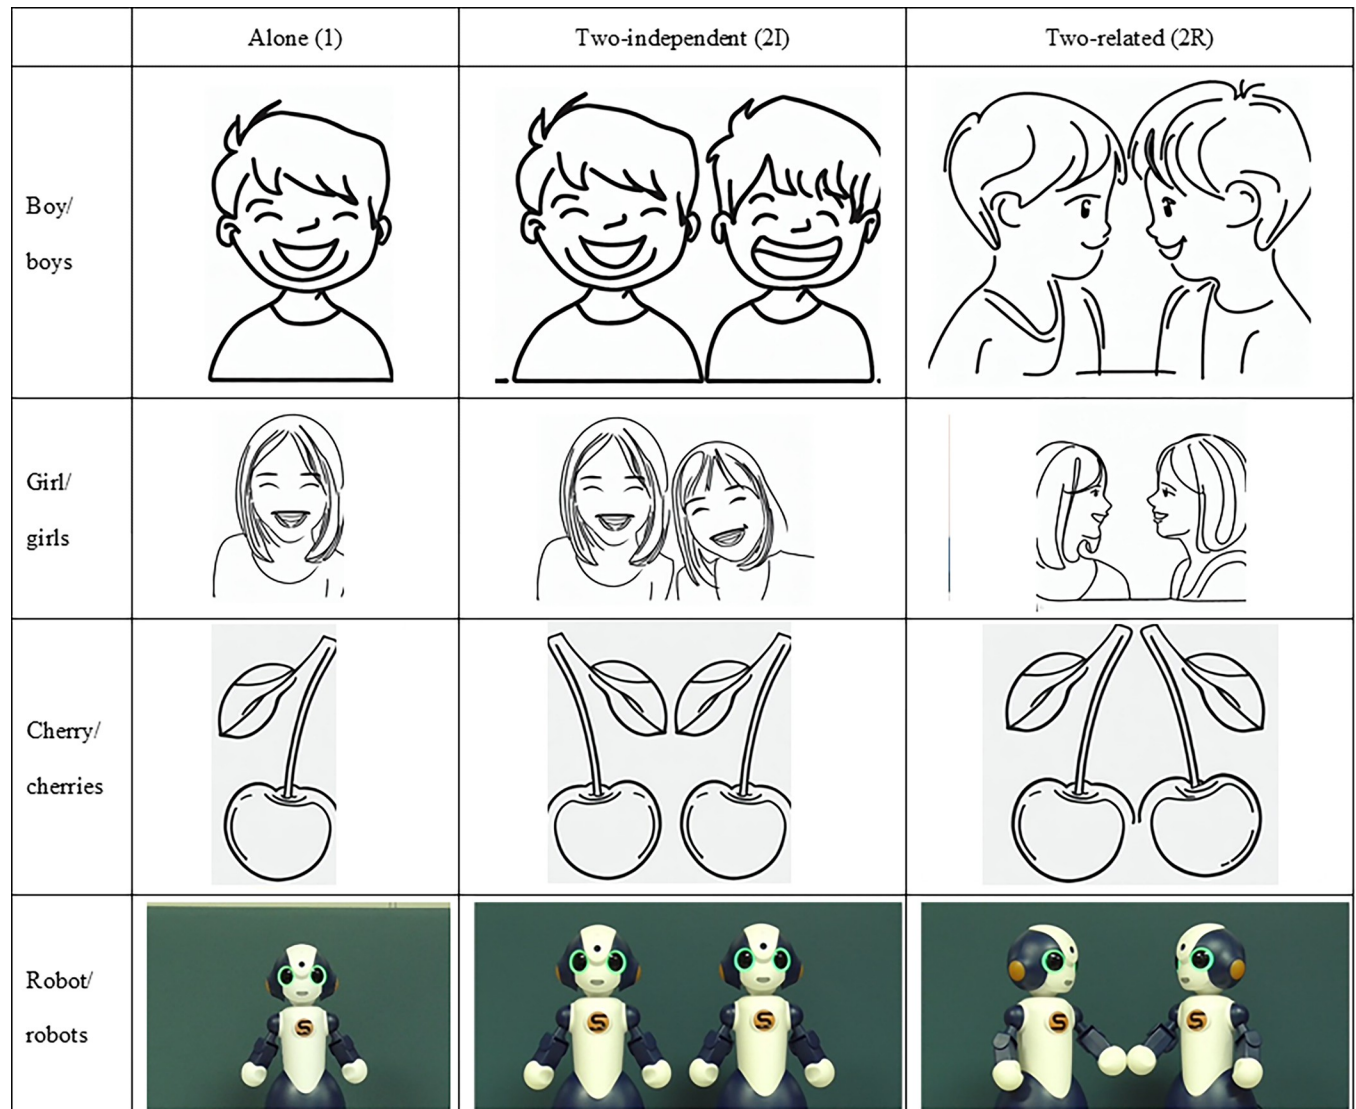 Alone (1)
Two-independent (2I)
Two-related (2R)
Boy/
boys
Girl/
girls
Cherry/
cherries
Robot/
robots
S
S
S
S
S